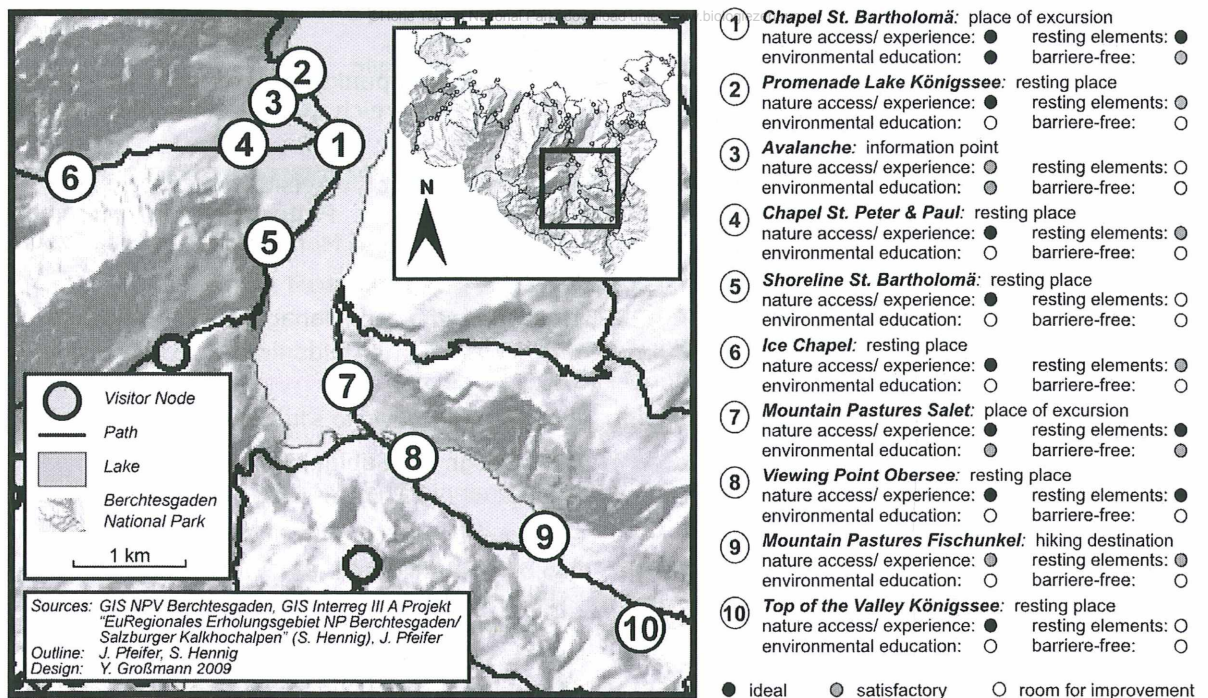 download unter www.biologieze
1
2
3
4
5
6
7
8
9
10
N
Visitor Node
Path
Lake
Berchtesgaden
National Park
1 km
Sources: GIS NPV Berchtesgaden, GIS Interreg III A Projekt
"EuRegionales Erholungsgebiet NP Berchtesgaden/
Salzburger Kalkhochalpen" (S. Hennig), J. Pfeifer
Outline: J. Pfeifer, S. Hennig
Design: Y. Großmann 2009
1 Chapel St. Bartholomä: place of excursion
nature access/ experience: resting elements:
environmental education: barriere-free:
2 Promenade Lake Königssee: resting place
nature access/ experience: resting elements:
environmental education: barriere-free:
3 Avalanche: information point
nature access/ experience: resting elements:
environmental education: barriere-free:
4 Chapel St. Peter & Paul: resting place
nature access/ experience: resting elements:
environmental education: barriere-free:
5 Shoreline St. Bartholomä: resting place
nature access/ experience: resting elements:
environmental education: barriere-free:
6 Ice Chapel: resting place
nature access/ experience: resting elements:
environmental education: barriere-free:
7 Mountain Pastures Salet: place of excursion
nature access/ experience: resting elements:
environmental education: barriere-free:
8 Viewing Point Obersee: resting place
nature access/ experience: resting elements:
environmental education: barriere-free:
9 Mountain Pastures Fischunkel: hiking destination
nature access/ experience: resting elements:
environmental education: barriere-free:
10 Top of the Valley Königssee: resting place
nature access/ experience: resting elements:
environmental education: barriere-free:
ideal satisfactory room for improvement